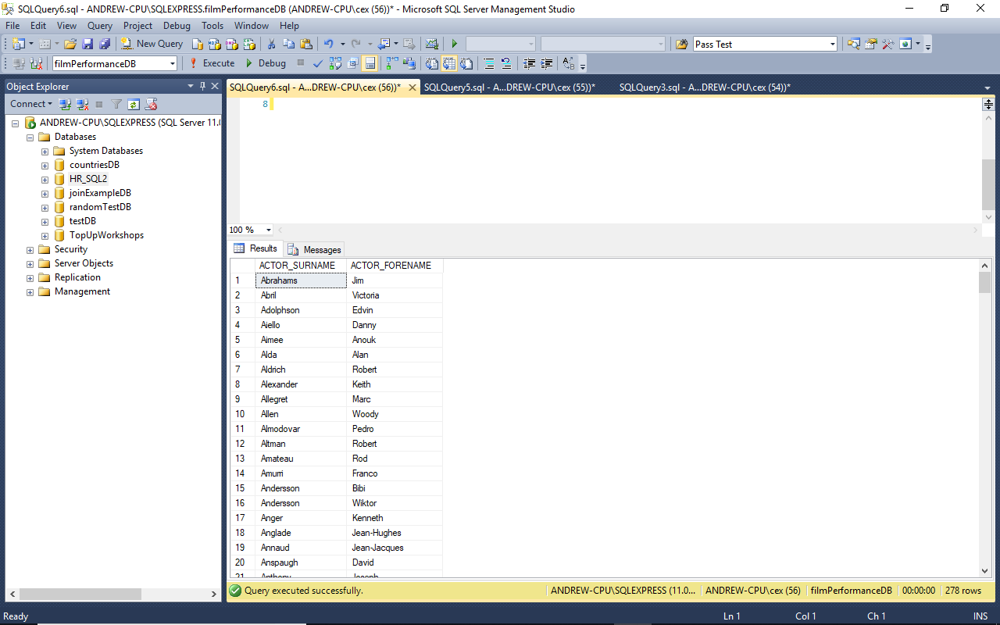 SQLQuery6.sql - ANDREW-CPU\SQLEXPRESS.filmPerformanceDB (ANDREW-CPU\cex (56))* - Microsoft SQL Server Management Studio
File Edit View Query Project Debug Tools Window Help
New Query Pass Test
filmPerformanceDB Execute Debug
Object Explorer
Connect
ANDREW-CPU\SQLEXPRESS (SQL Server 11.0
Databases
System Databases
countriesDB
HR_SQL2
joinExampleDB
randomTestDB
testDB
TopUpWorkshops
Security
Server Objects
Replication
Management
SQLQuery6.sql - A...DREW-CPU\cex (56))* SQLQuery5.sql - A...DREW-CPU\cex (55))* SQLQuery3.sql - A...DREW-CPU\cex (54))*
8
100 %
Results Messages
ACTOR_SURNAME ACTOR_FORENAME
1 Abrahams Jim
2 Abril Victoria
3 Adolphson Edvin
4 Aiello Danny
5 Aimee Anouk
6 Alda Alan
7 Aldrich Robert
8 Alexander Keith
9 Allegret Marc
10 Allen Woody
11 Almodovar Pedro
12 Altman Robert
13 Amateau Rod
14 Amurri Franco
15 Andersson Bibi
16 Andersson Wiktor
17 Anger Kenneth
18 Anglade Jean-Hughes
19 Annaud Jean-Jacques
20 Anspaugh David
21 Anthony Joseph
Query executed successfully. ANDREW-CPU\SQLEXPRESS (11.0... ANDREW-CPU\cex (56) filmPerformanceDB 00:00:00 278 rows
Ready Ln 1 Col 1 Ch 1 INS